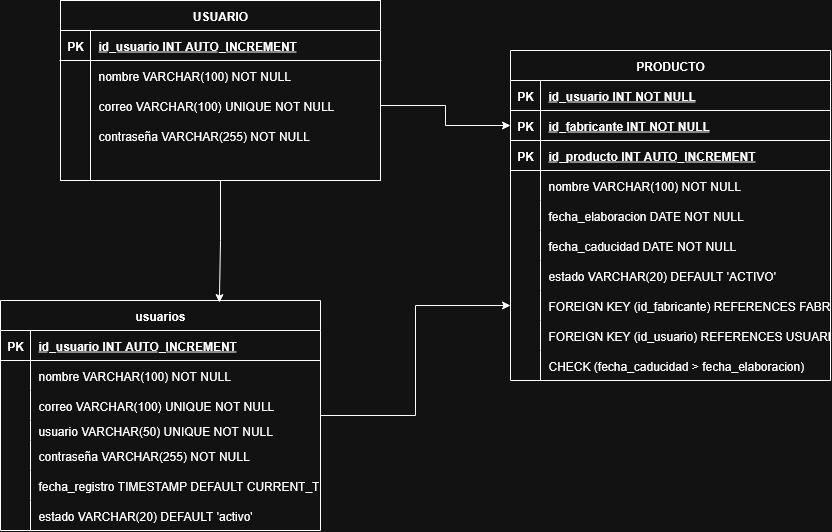 USUARIO
PK id_usuario INT AUTO_INCREMENT
nombre VARCHAR(100) NOT NULL
correo VARCHAR(100) UNIQUE NOT NULL
contraseña VARCHAR(255) NOT NULL
PRODUCTO
PK id_usuario INT NOT NULL
PK id_fabricante INT NOT NULL
PK id_producto INT AUTO_INCREMENT
nombre VARCHAR(100) NOT NULL
fecha_elaboracion DATE NOT NULL
fecha_caducidad DATE NOT NULL
estado VARCHAR(20) DEFAULT 'ACTIVO'
FOREIGN KEY (id_fabricante) REFERENCES FABR
FOREIGN KEY (id_usuario) REFERENCES USUAR
CHECK (fecha_caducidad > fecha_elaboracion)
usuarios
PK id_usuario INT AUTO_INCREMENT
nombre VARCHAR(100) NOT NULL
correo VARCHAR(100) UNIQUE NOT NULL
usuario VARCHAR(50) UNIQUE NOT NULL
contraseña VARCHAR(255) NOT NULL
fecha_registro TIMESTAMP DEFAULT CURRENT_T
estado VARCHAR(20) DEFAULT 'activo'